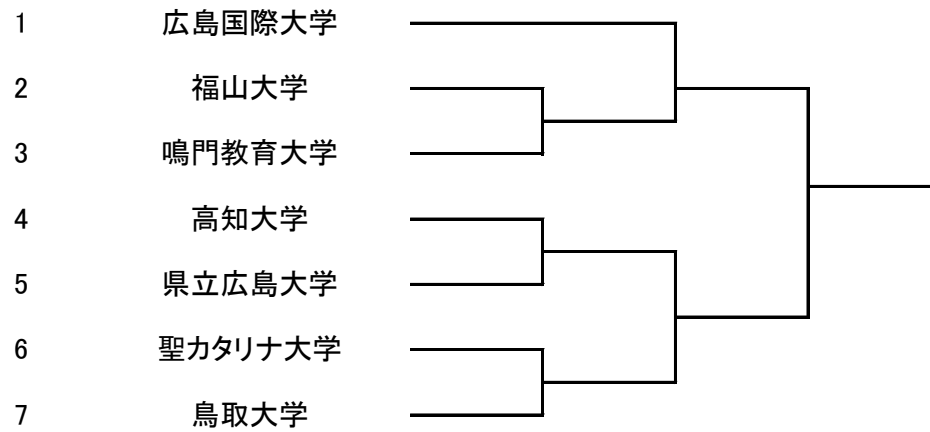 1 広島国際大学
2 福山大学
3 鳴門教育大学
4 高知大学
5 県立広島大学
6 聖カタリナ大学
7 鳥取大学